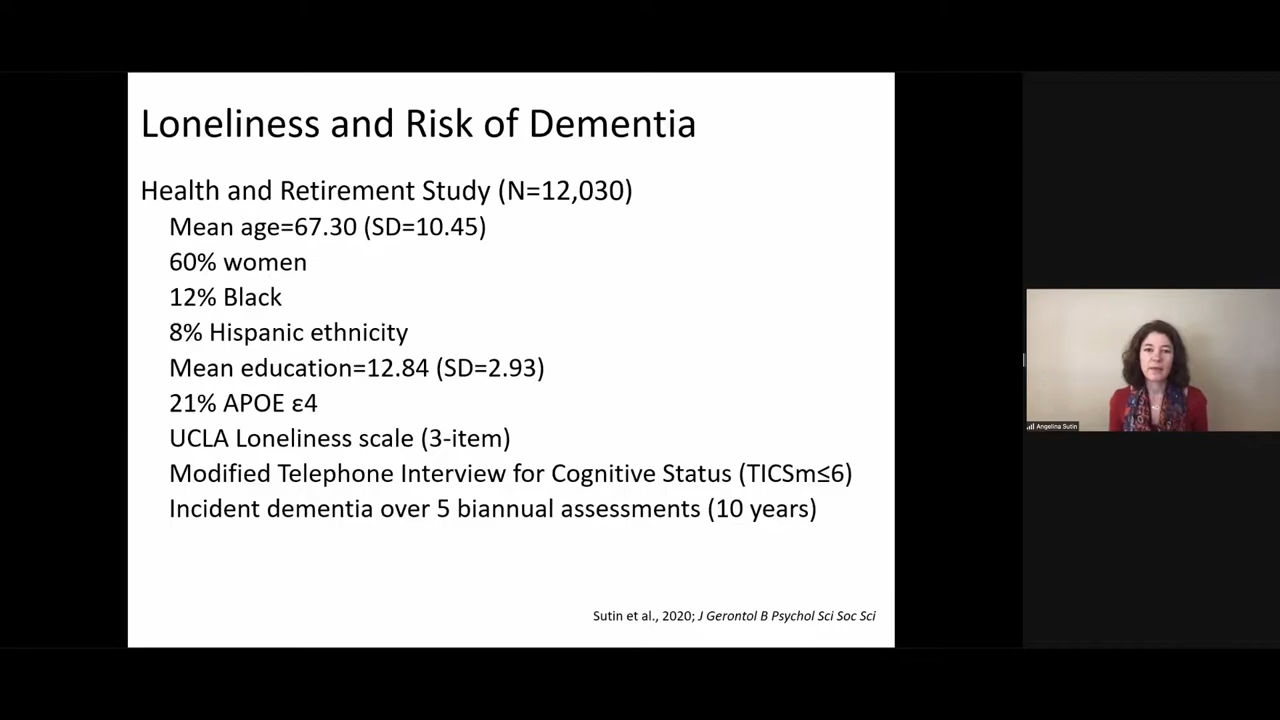 Loneliness and Risk of Dementia
Health and Retirement Study (N=12,030)
Mean age=67.30 (SD=10.45)
60% women
12% Black
8% Hispanic ethnicity
Mean education=12.84 (SD=2.93)
21% APOE ε4
UCLA Loneliness scale (3-item)
Modified Telephone Interview for Cognitive Status (TICSm≤6)
Incident dementia over 5 biannual assessments (10 years)
Sutin et al., 2020; J Gerontol B Psychol Sci Soc Sci
Angelina Sutin